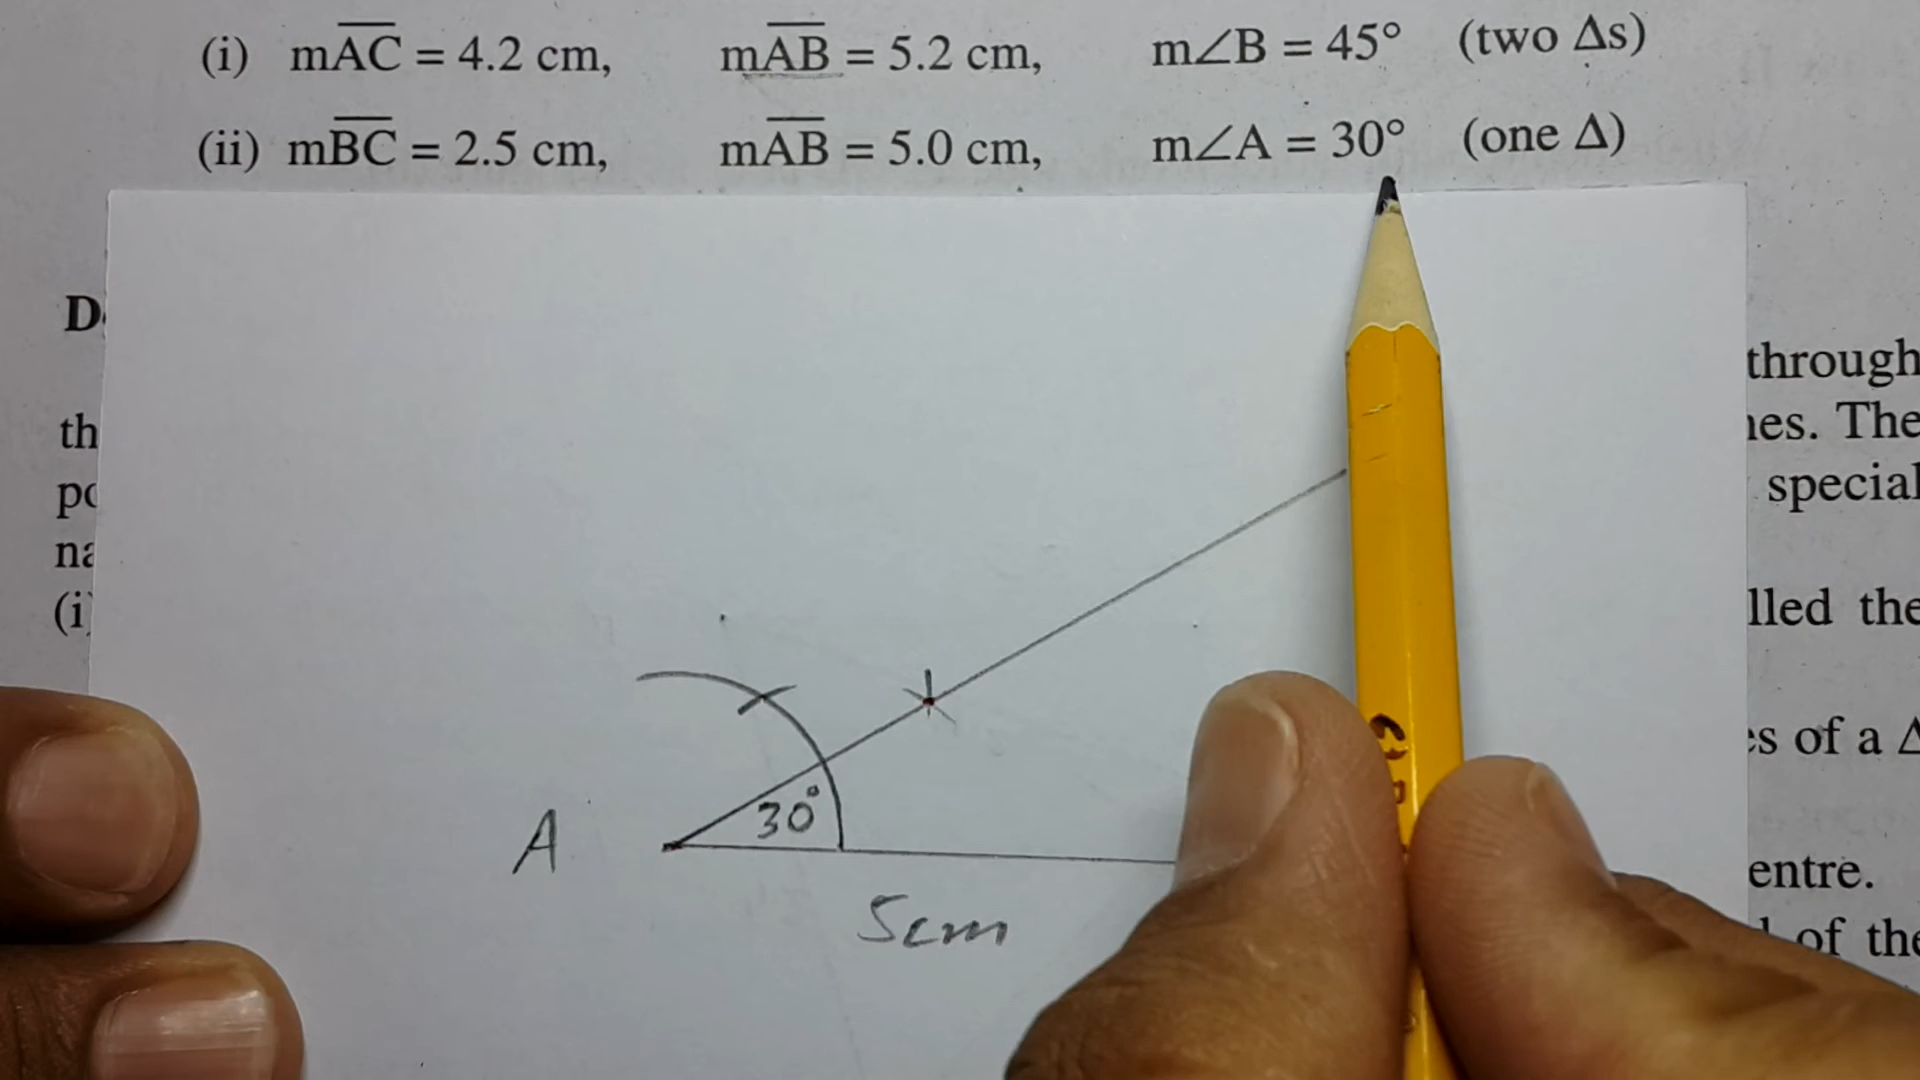 (i) mAC = 4.2 cm, mAB = 5.2 cm, m∠B = 45° (two Δs)
(ii) mBC = 2.5 cm, mAB = 5.0 cm, m∠A = 30° (one Δ)
D
through
th
The
special
(i)
lled the
s of a Δ
30°
A
entre.
5cm
of the